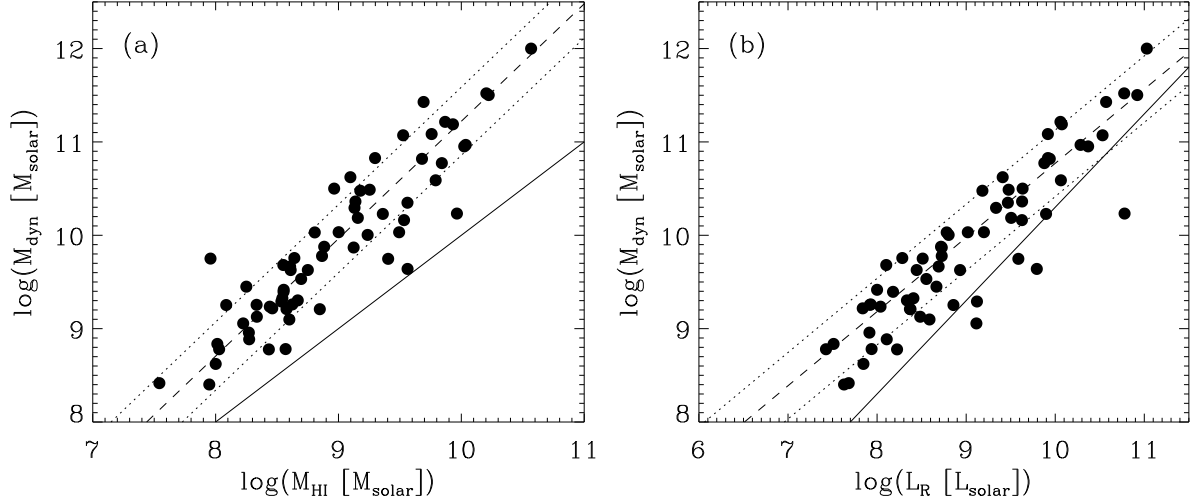 (a)
12
11
10
9
8
7 8 9 10 11
log(M_HI [M_solar])
log(M_dyn [M_solar])
(b)
12
11
10
9
8
6 7 8 9 10 11
log(L_R [L_solar])
log(M_dyn [M_solar])